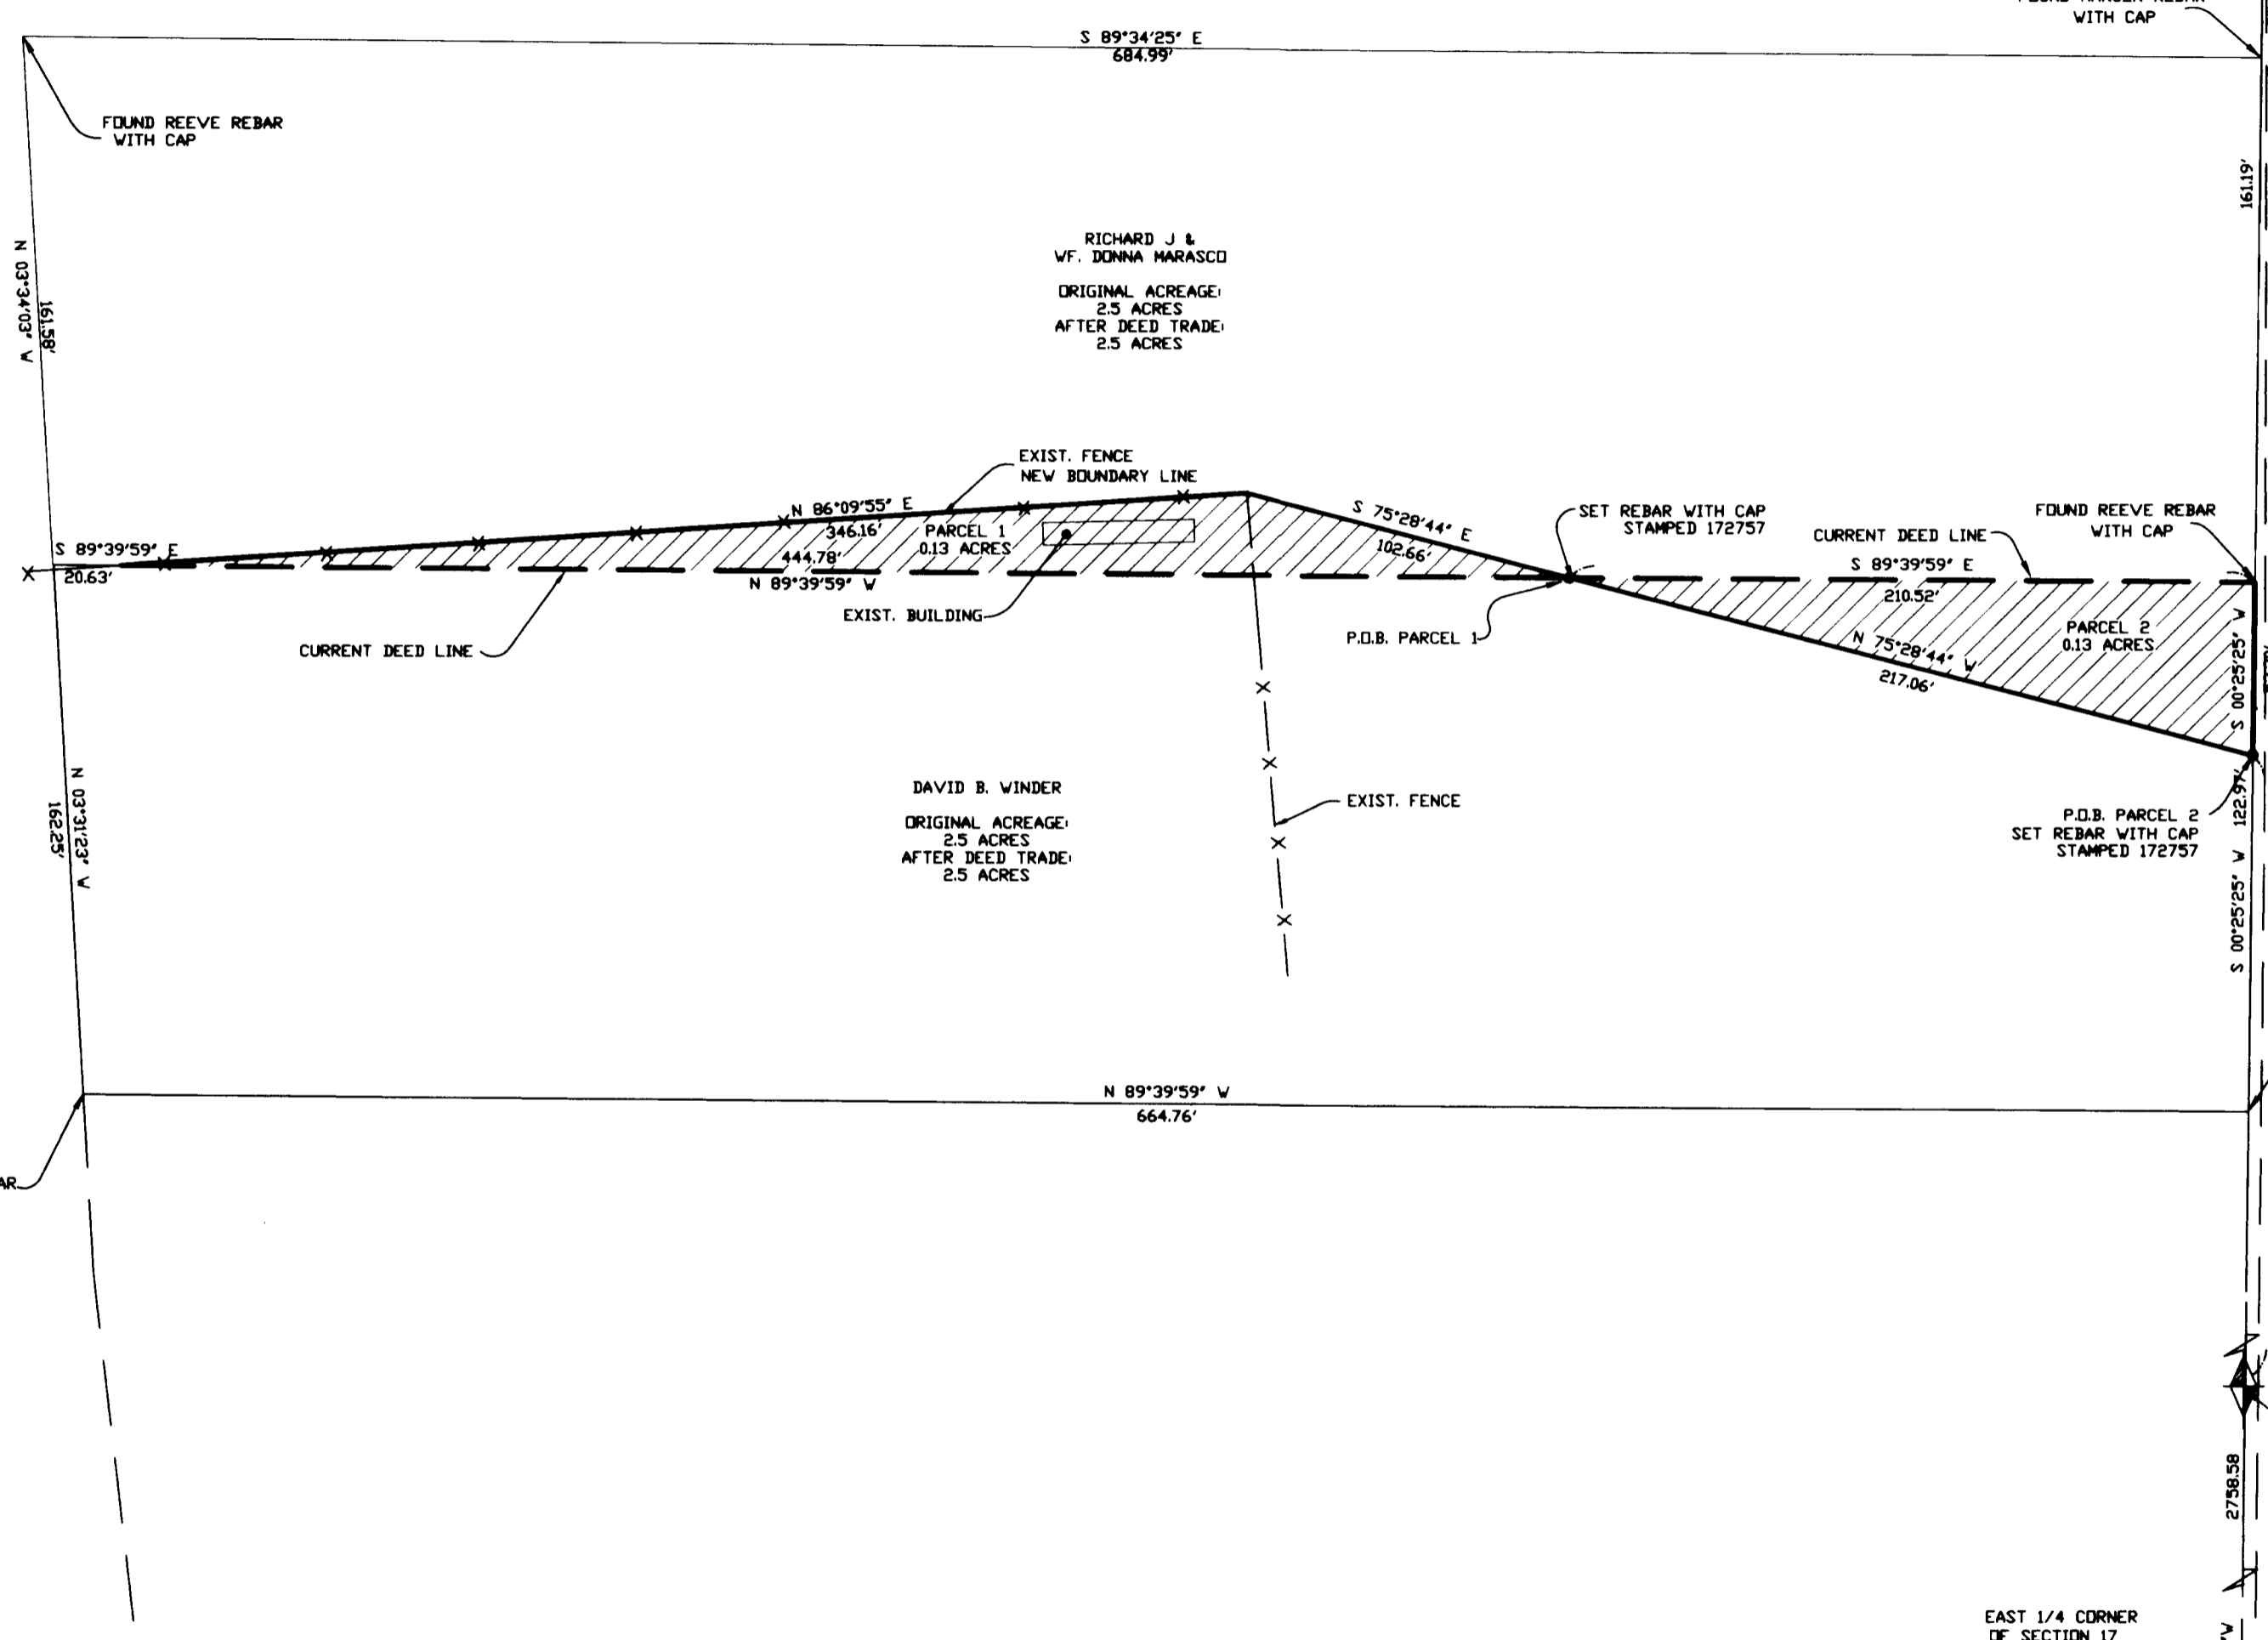 WITH CAP
S 89°34'25" E
684.99'
FOUND REEVE REBAR
WITH CAP
161.19'
N 03°34'03" W
161.58'
RICHARD J &
WF. DONNA MARASCO
ORIGINAL ACREAGE:
2.5 ACRES
AFTER DEED TRADE:
2.5 ACRES
EXIST. FENCE
NEW BOUNDARY LINE
N 86°09'55" E
346.16'
PARCEL 1
0.13 ACRES
444.78'
N 89°39'59" W
S 89°39'59" E
20.63'
S 75°28'44" E
102.66'
SET REBAR WITH CAP
STAMPED 172757
CURRENT DEED LINE
FOUND REEVE REBAR
WITH CAP
S 89°39'59" E
210.52'
PARCEL 2
0.13 ACRES
N 75°28'44" W
217.06'
S 00°25'25" W
EXIST. BUILDING
P.O.B. PARCEL 1
CURRENT DEED LINE
N 03°31'23" W
162.25'
DAVID B. WINDER
ORIGINAL ACREAGE:
2.5 ACRES
AFTER DEED TRADE:
2.5 ACRES
EXIST. FENCE
P.O.B. PARCEL 2
SET REBAR WITH CAP
STAMPED 172757
S 00°25'25" W 122.97'
N 89°39'59" W
664.76'
AR
2758.58
EAST 1/4 CORNER
OF SECTION 17
W